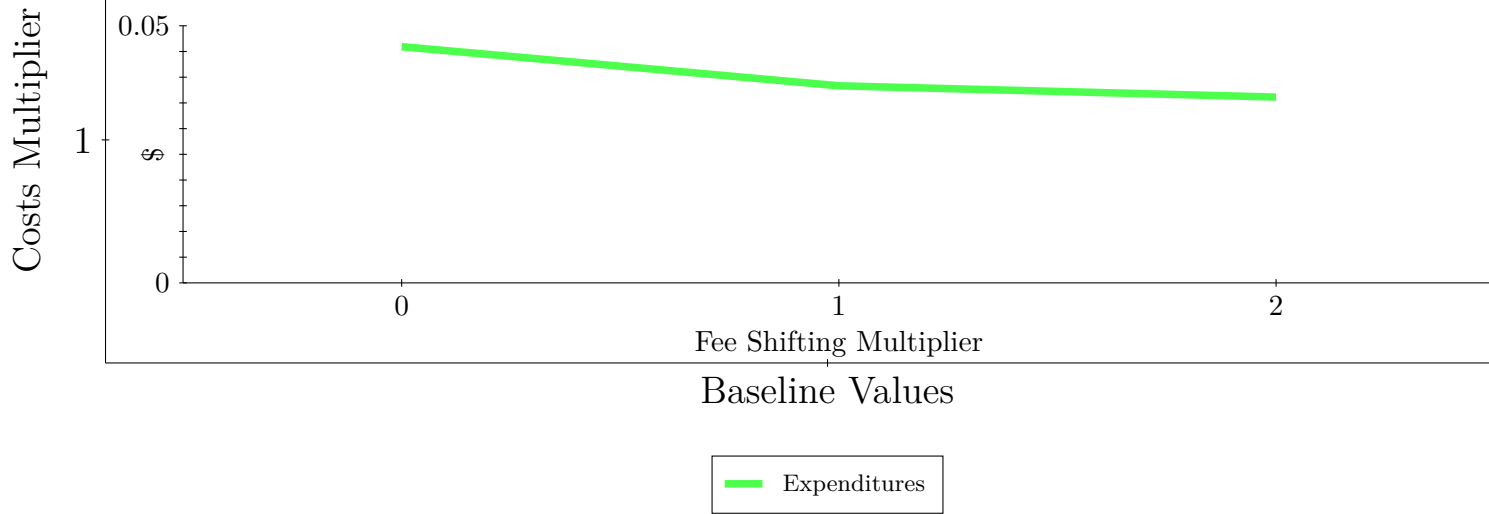 Costs Multiplier
1
$
0.05
0
0 1 2
Fee Shifting Multiplier
Baseline Values
Expenditures